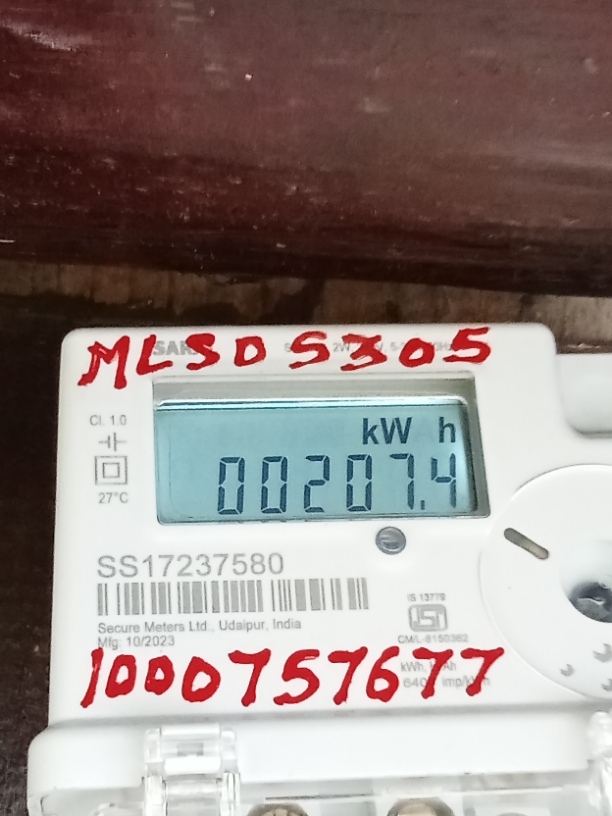 MLSDS305
Cl. 1.0
kW h
00207.4
27°C
SS17237580
IS 13779
Secure Meters Ltd., Udaipur, India
CM/L-8150362
Mfg: 10/2023
1000757677